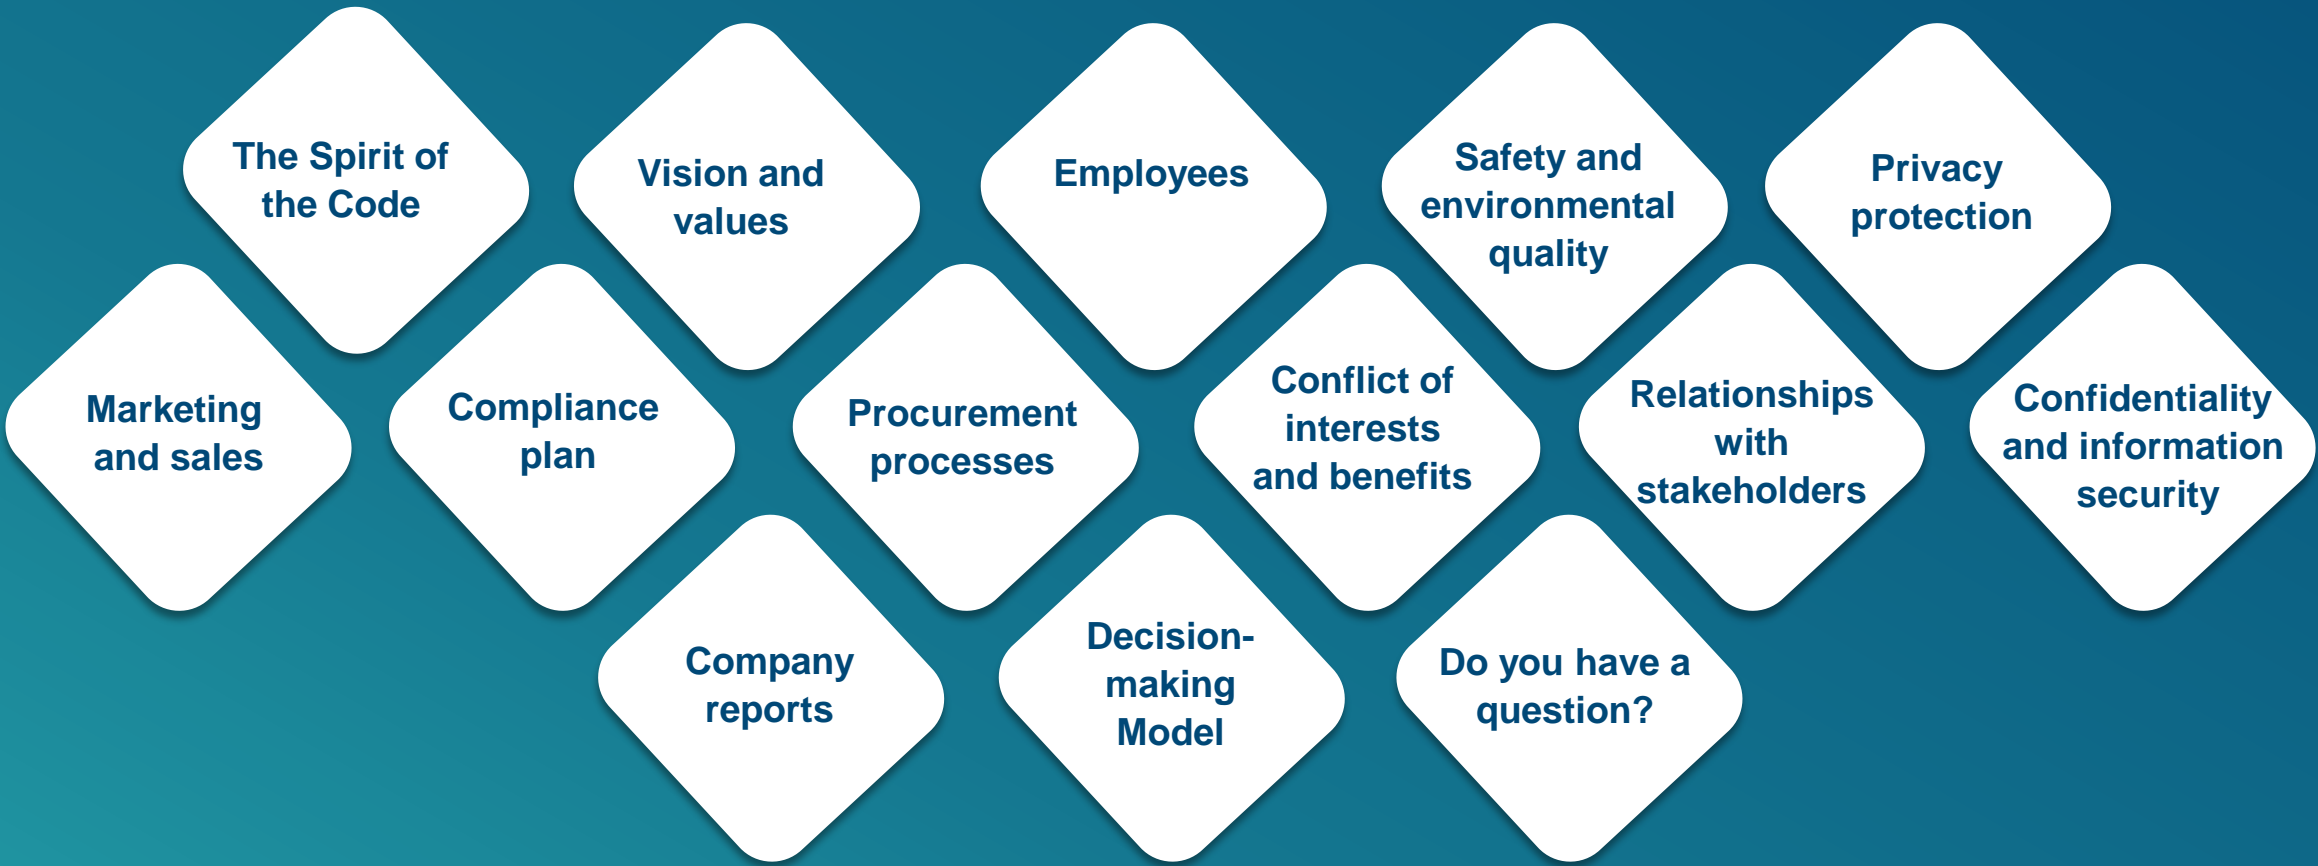 The Spirit of
the Code
Vision and
values
Employees
Safety and
environmental
quality
Privacy
protection
Marketing
and sales
Compliance
plan
Procurement
processes
Conflict of
interests
and benefits
Relationships
with
stakeholders
Confidentiality
and information
security
Company
reports
Decision-
making
Model
Do you have a
question?